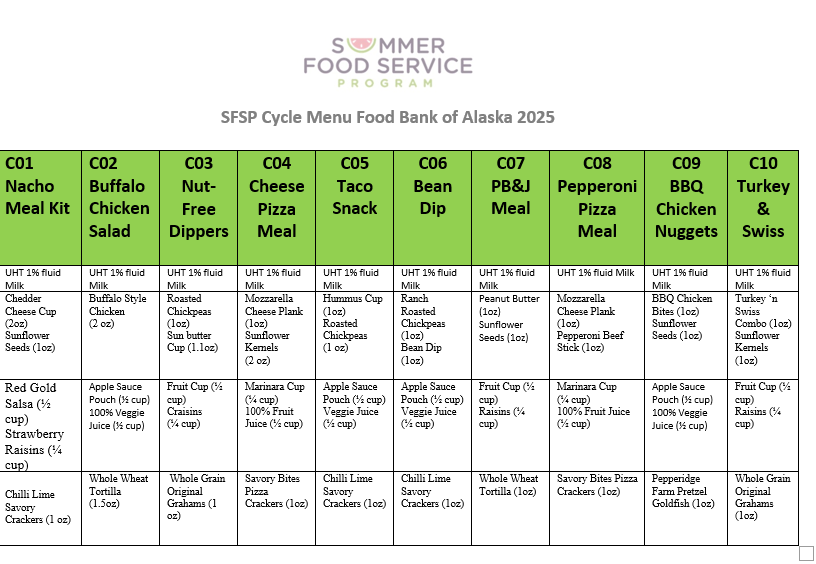 SUMMER
FOOD SERVICE
PROGRAM
SFSP Cycle Menu Food Bank of Alaska 2025
C01
Nacho
Meal Kit
C02
Buffalo
Chicken
Salad
C03
Nut-
Free
Dippers
C04
Cheese
Pizza
Meal
C05
Taco
Snack
C06
Bean
Dip
C07
PB&J
Meal
C08
Pepperoni
Pizza
Meal
C09
BBQ
Chicken
Nuggets
C10
Turkey
&
Swiss
UHT 1% fluid
Milk
UHT 1% fluid
Milk
UHT 1% fluid
Milk
UHT 1% fluid
Milk
UHT 1% fluid
Milk
UHT 1% fluid
Milk
UHT 1% fluid
Milk
UHT 1% fluid Milk
UHT 1% fluid
Milk
UHT 1% fluid
Milk
Chedder
Cheese Cup
(2oz)
Sunflower
Seeds (1oz)
Buffalo Style
Chicken
(2 oz)
Roasted
Chickpeas
(1oz)
Sun butter
Cup (1.1oz)
Mozzarella
Cheese Plank
(1oz)
Sunflower
Kernels
(2 oz)
Hummus Cup
(1oz)
Roasted
Chickpeas
(1 oz)
Ranch
Roasted
Chickpeas
(1oz)
Bean Dip
(1oz)
Peanut Butter
(1oz)
Sunflower
Seeds (1oz)
Mozzarella
Cheese Plank
(1oz)
Pepperoni Beef
Stick (1oz)
BBQ Chicken
Bites (1oz)
Sunflower
Seeds (1oz)
Turkey ‘n
Swiss
Combo (1oz)
Sunflower
Kernels
(1oz)
Red Gold
Salsa (½
cup)
Strawberry
Raisins (¼
cup)
Apple Sauce
Pouch (½ cup)
100% Veggie
Juice (½ cup)
Fruit Cup (½
cup)
Craisins
(¼ cup)
Marinara Cup
(¼ cup)
100% Fruit
Juice (½ cup)
Apple Sauce
Pouch (½ cup)
Veggie Juice
(½ cup)
Apple Sauce
Pouch (½ cup)
Veggie Juice
(½ cup)
Fruit Cup (½
cup)
Raisins (¼
cup)
Marinara Cup
(¼ cup)
100% Fruit Juice
(½ cup)
Apple Sauce
Pouch (½ cup)
100% Veggie
Juice (½ cup)
Fruit Cup (½
cup)
Raisins (¼
cup)
Chilli Lime
Savory
Crackers (1 oz)
Whole Wheat
Tortilla
(1.5oz)
Whole Grain
Original
Grahams (1
oz)
Savory Bites
Pizza
Crackers (1oz)
Chilli Lime
Savory
Crackers (1oz)
Chilli Lime
Savory
Crackers (1oz)
Whole Wheat
Tortilla (1oz)
Savory Bites Pizza
Crackers (1oz)
Pepperidge
Farm Pretzel
Goldfish (1oz)
Whole Grain
Original
Grahams
(1oz)